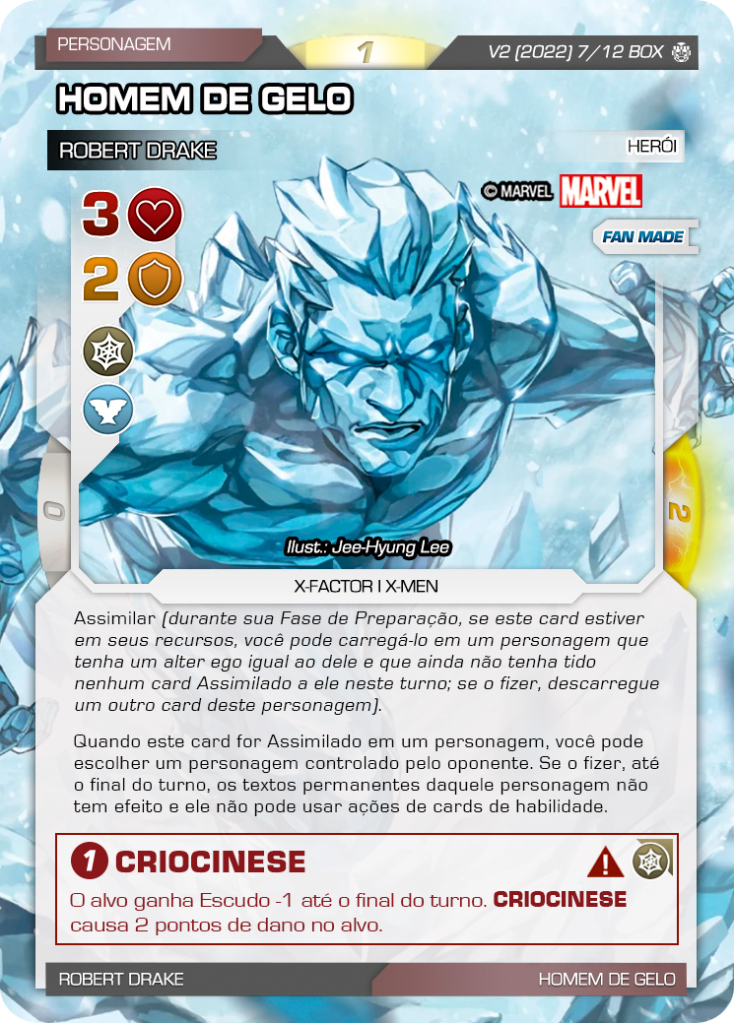 PERSONAGEM
1
V2 (2022) 7/12 BOX
HOMEM DE GELO
ROBERT DRAKE
HERÓI
3
© MARVEL MARVEL
FAN MADE
2
0
2
Ilust.: Jee-Hyung Lee
X-FACTOR | X-MEN
Assimilar (durante sua Fase de Preparação, se este card estiver
em seus recursos, você pode carregá-lo em um personagem que
tenha um alter ego igual ao dele e que ainda não tenha tido
nenhum card Assimilado a ele neste turno; se o fizer, descarregue
um outro card deste personagem).
Quando este card for Assimilado em um personagem, você pode
escolher um personagem controlado pelo oponente. Se o fizer, até
o final do turno, os textos permanentes daquele personagem não
tem efeito e ele não pode usar ações de cards de habilidade.
1 CRIOCINESE
O alvo ganha Escudo -1 até o final do turno. CRIOCINESE
causa 2 pontos de dano no alvo.
ROBERT DRAKE
HOMEM DE GELO